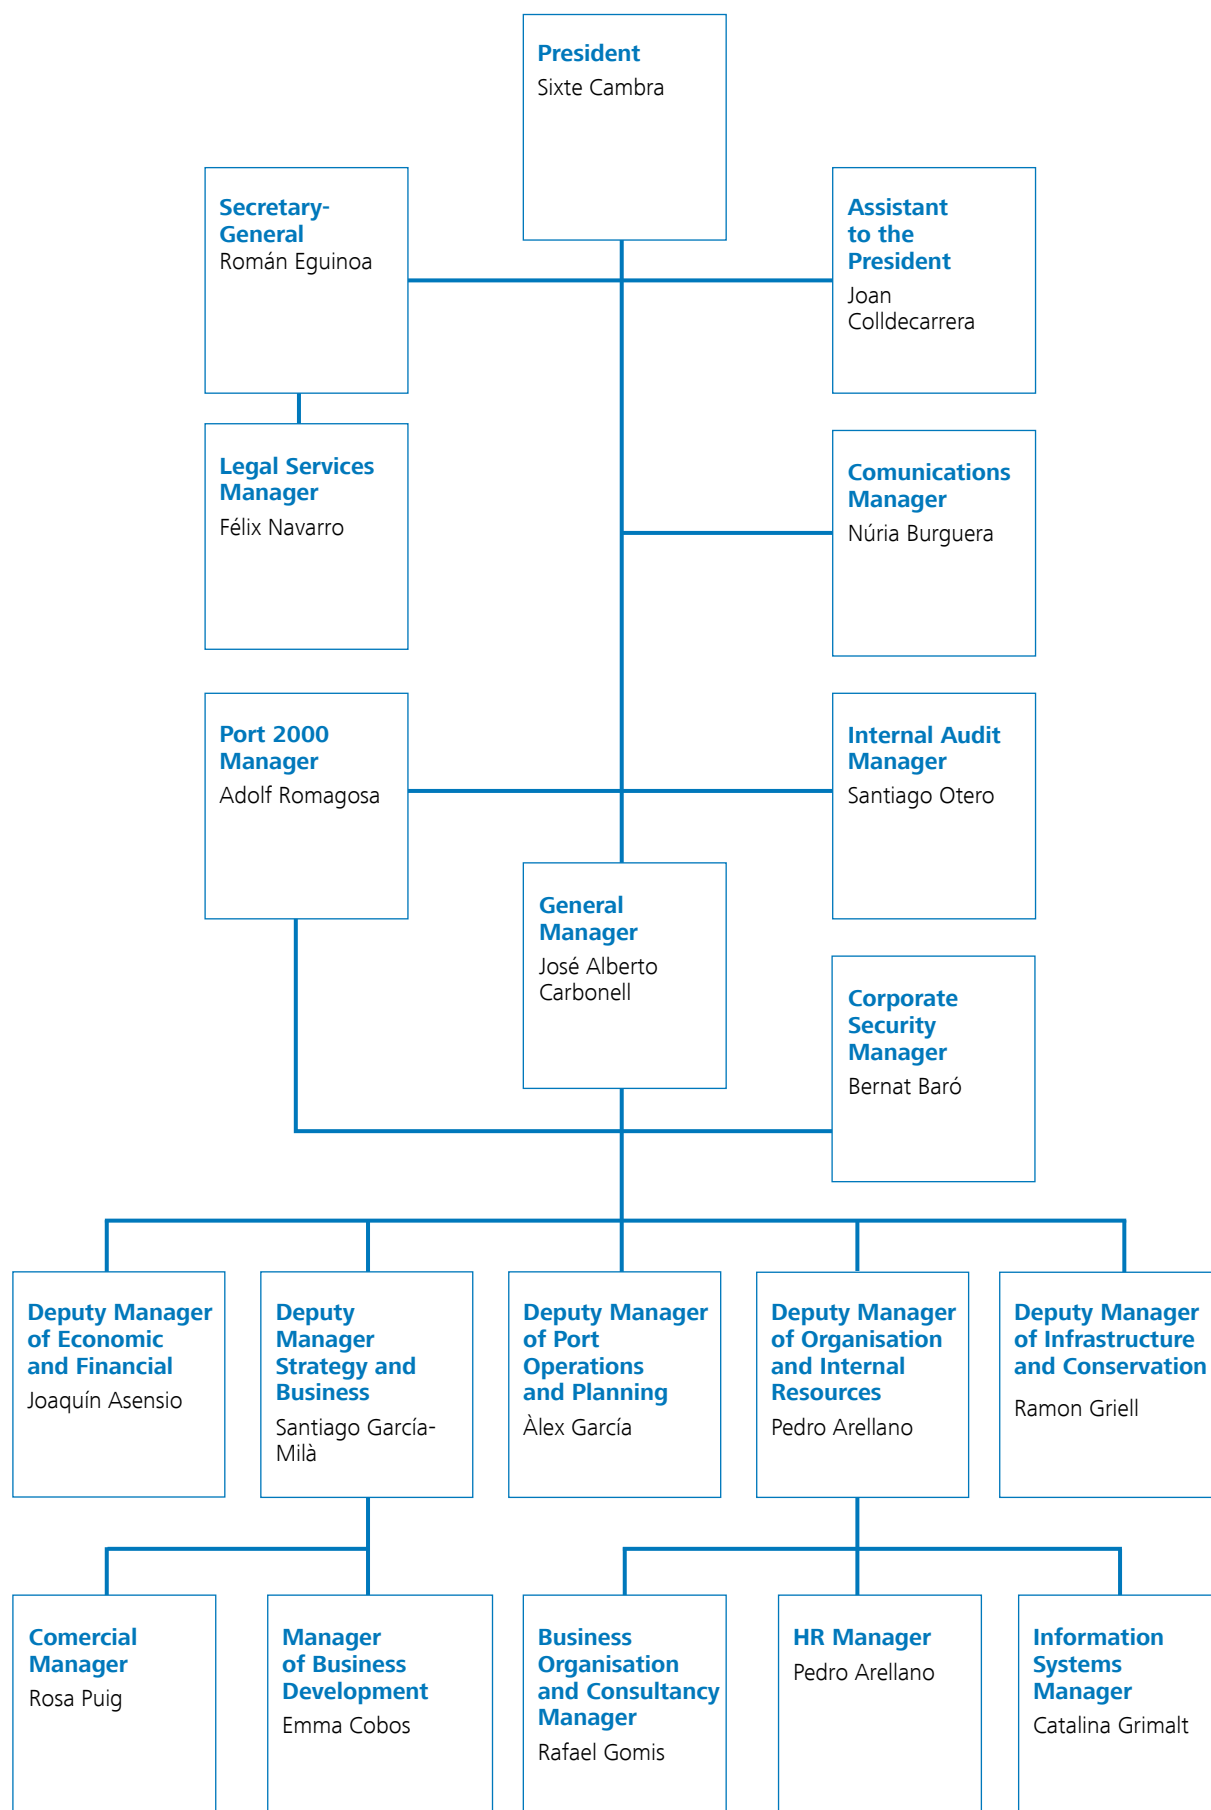 President
Sixte Cambra
Secretary-
General
Román Eguinoa
Assistant
to the
President
Joan
Colldecarrera
Legal Services
Manager
Félix Navarro
Comunications
Manager
Núria Burguera
Port 2000
Manager
Adolf Romagosa
Internal Audit
Manager
Santiago Otero
General
Manager
José Alberto
Carbonell
Corporate
Security
Manager
Bernat Baró
Deputy Manager
of Economic
and Financial
Joaquín Asensio
Deputy
Manager
Strategy and
Business
Santiago García-
Milà
Deputy Manager
of Port
Operations
and Planning
Àlex García
Deputy Manager
of Organisation
and Internal
Resources
Pedro Arellano
Deputy Manager
of Infrastructure
and Conservation
Ramon Griell
Comercial
Manager
Rosa Puig
Manager
of Business
Development
Emma Cobos
Business
Organisation
and Consultancy
Manager
Rafael Gomis
HR Manager
Pedro Arellano
Information
Systems
Manager
Catalina Grimalt